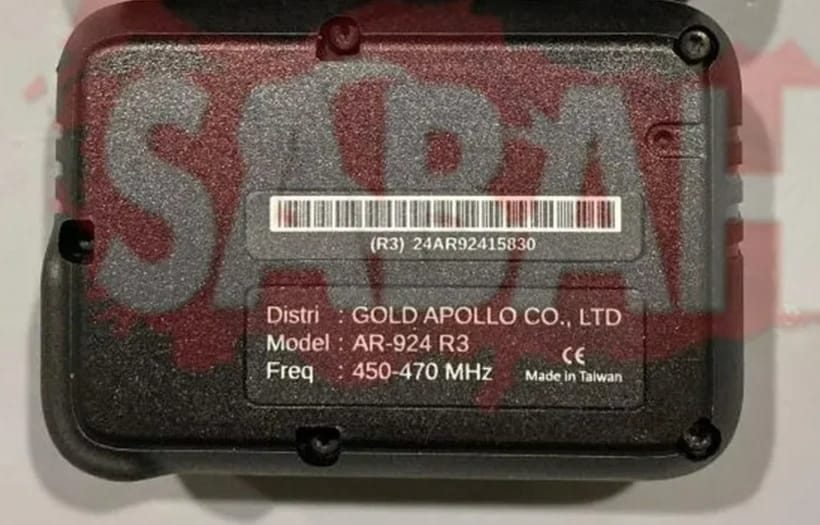 SABAH
(R3) 24AR92415830
Distri : GOLD APOLLO CO., LTD
Model : AR-924 R3
Freq : 450-470 MHz
CE
Made in Taiwan